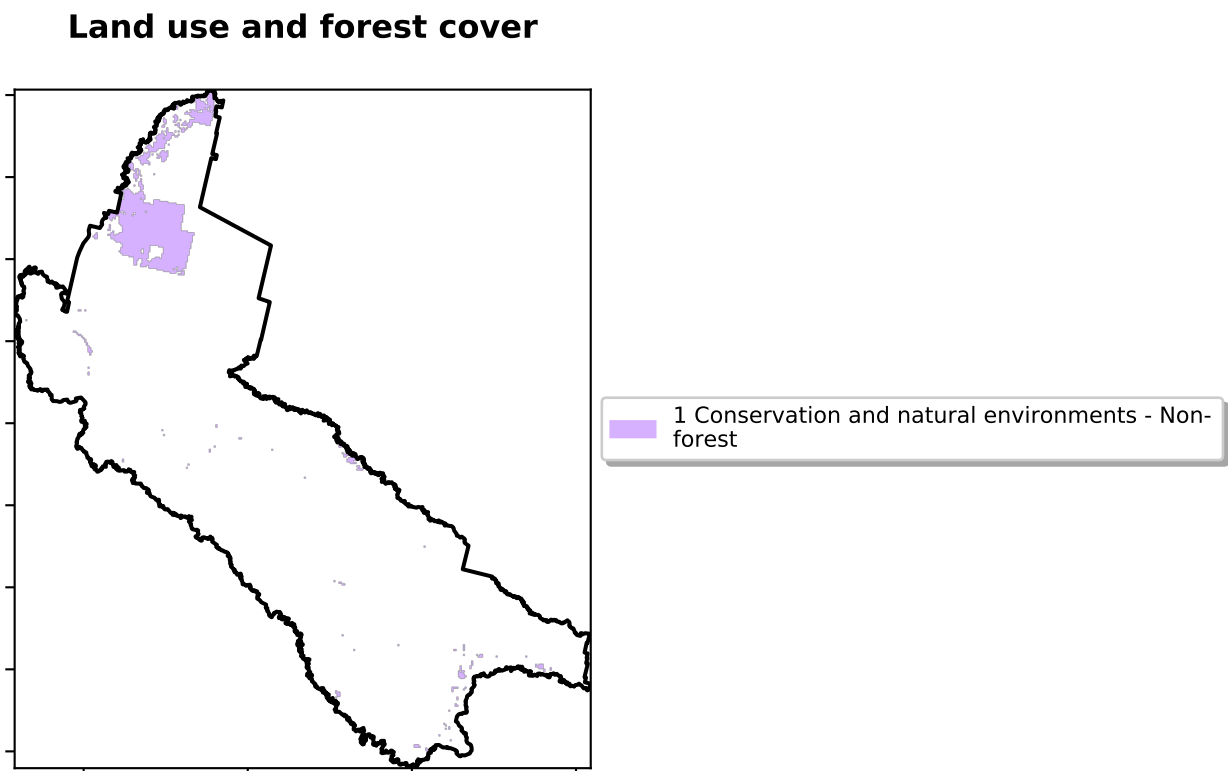 Land use and forest cover
1 Conservation and natural environments - Non-
forest